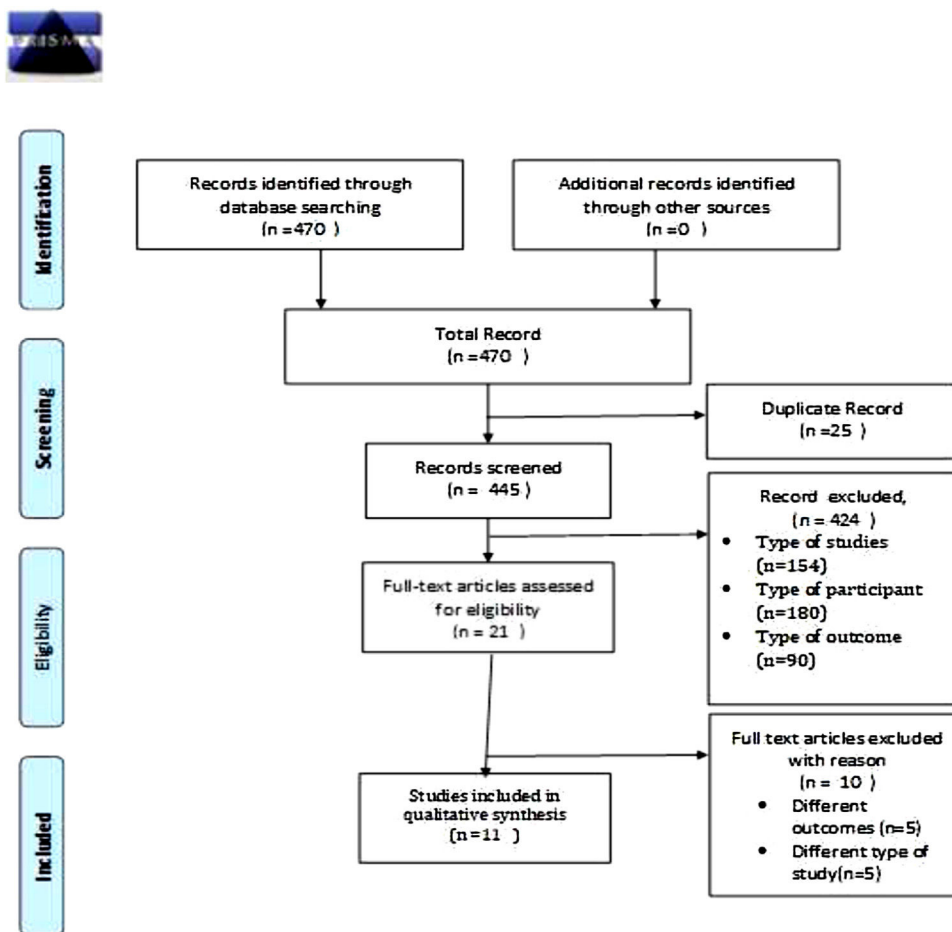 PRISMA
Identification
Records identified through
database searching
(n =470 )
Additional records identified
through other sources
(n =0 )
Total Record
(n =470 )
Screening
Duplicate Record
(n =25 )
Records screened
(n = 445)
Record excluded,
(n = 424 )
• Type of studies
(n=154)
• Type of participant
(n=180)
• Type of outcome
(n=90)
Eligibility
Full-text articles assessed
for eligibility
(n = 21 )
Full text articles excluded
with reason
(n = 10 )
• Different
outcomes (n=5)
• Different type of
study(n=5)
Included
Studies included in
qualitative synthesis
(n=11 )